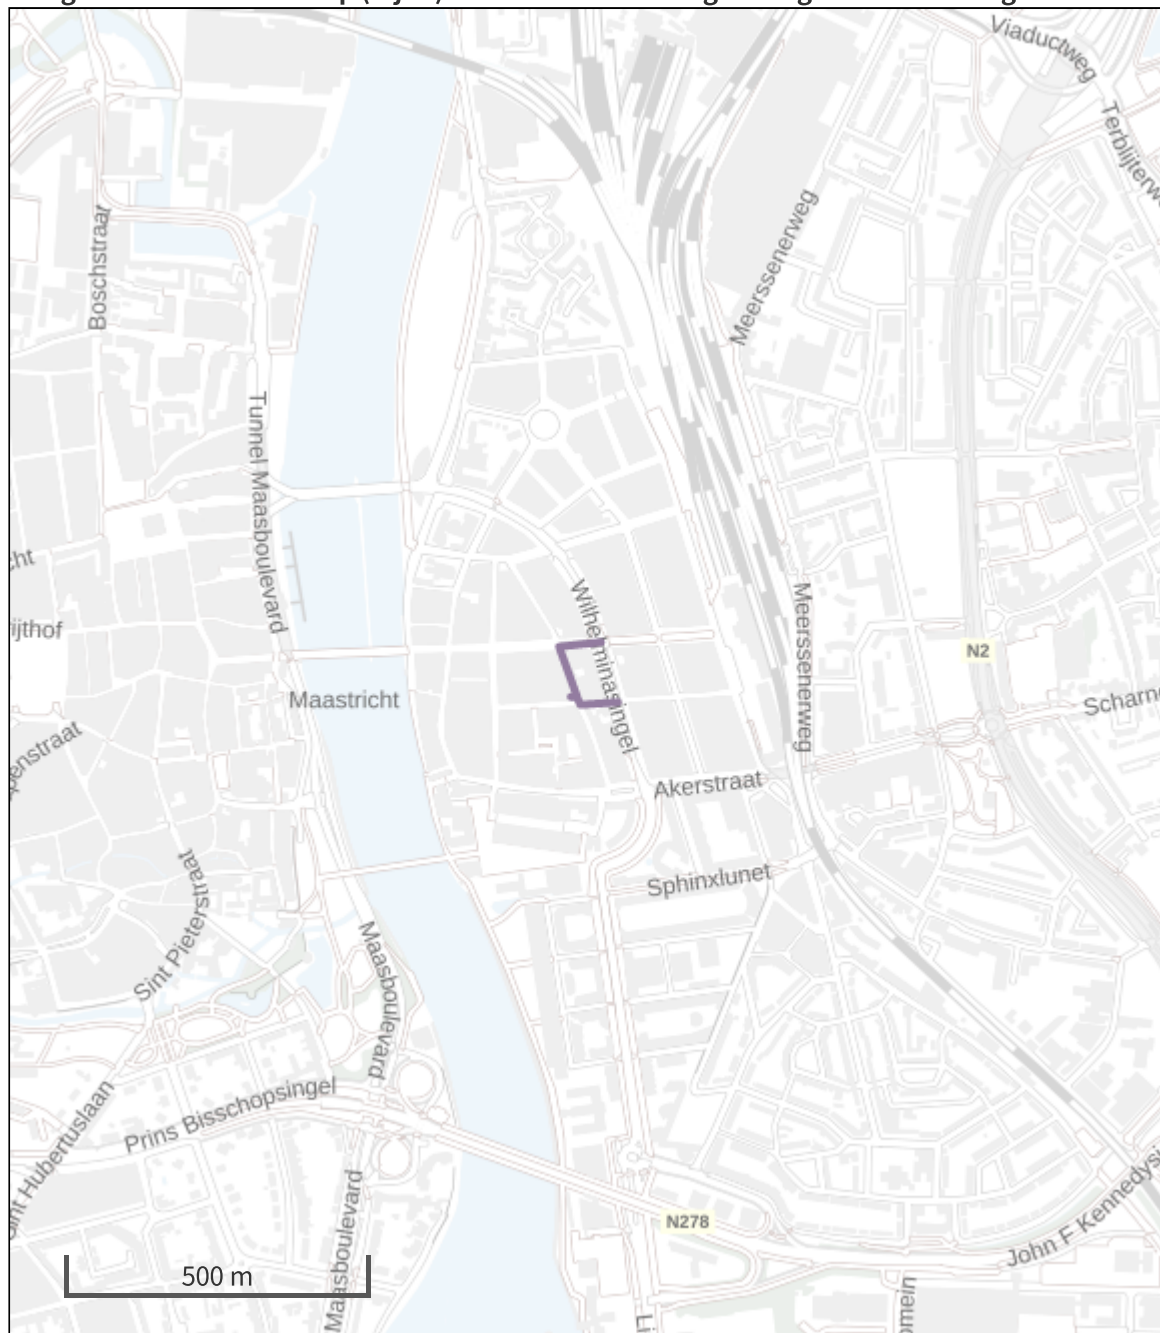 Viaductweg
Boschstraat
Meerssenerweg
Tunnel Maasboulevard
Wilhelminasingel
Meerssenerweg
N2
Maastricht
Akerstraat
Sphinxlunet
Sint Pieterstraat
Maasboulevard
Prins Bisschopsingel
Maasboulevard
N278
John F Kennedysi
500 m